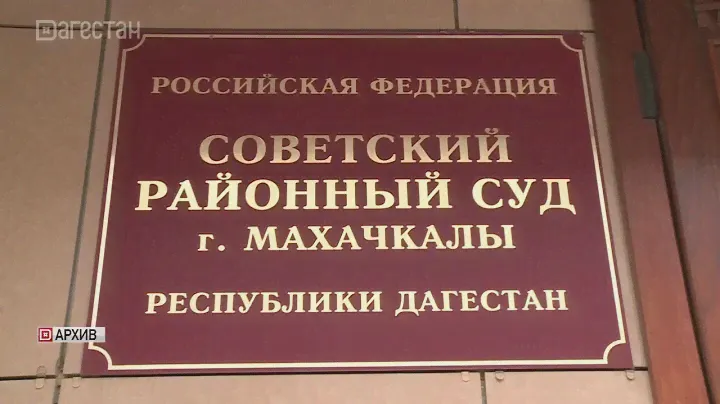 Дагестан
РОССИЙСКАЯ ФЕДЕРАЦИЯ
СОВЕТСКИЙ
РАЙОННЫЙ СУД
г. МАХАЧКАЛЫ
РЕСПУБЛИКИ ДАГЕСТАН
АРХИВ